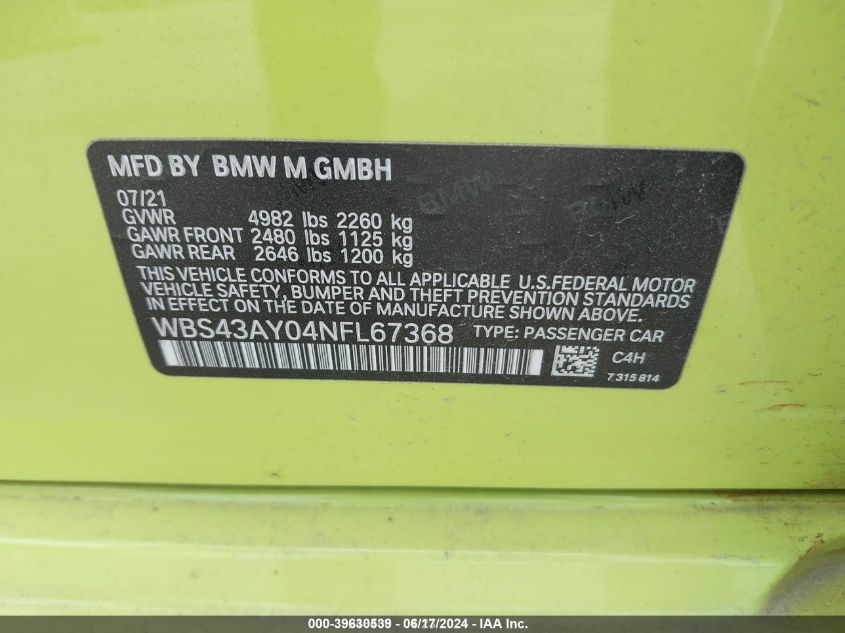 MFD BY BMW M GMBH
07/21
GVWR 4982 lbs 2260 kg
GAWR FRONT 2480 lbs 1125 kg
GAWR REAR 2646 lbs 1200 kg
THIS VEHICLE CONFORMS TO ALL APPLICABLE U.S.FEDERAL MOTOR
VEHICLE SAFETY, BUMPER AND THEFT PREVENTION STANDARDS
IN EFFECT ON THE DATE OF MANUFACTURE SHOWN ABOVE.
WBS43AY04NFL67368 TYPE: PASSENGER CAR
C4H
7 315 814
000-39630539 - 06/17/2024 - IAA Inc.